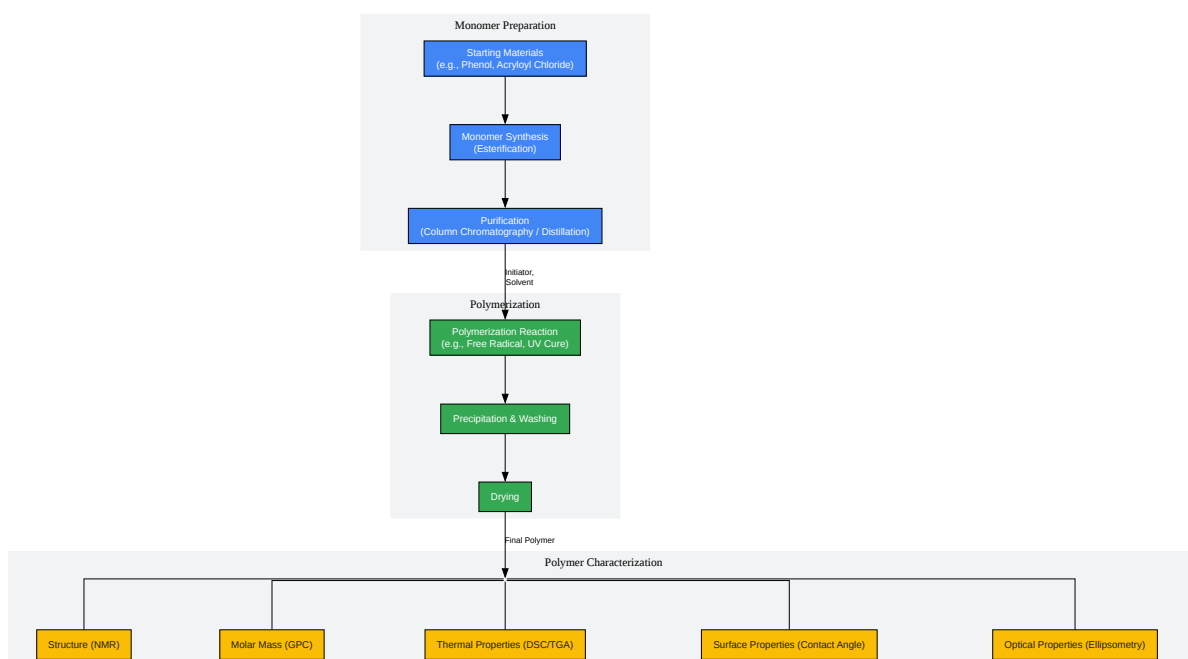 Monomer Preparation
Starting Materials
(e.g., Phenol, Acryloyl Chloride)
Monomer Synthesis
(Esterification)
Purification
(Column Chromatography / Distillation)
Initiator,
Solvent
Polymerization
Polymerization Reaction
(e.g., Free Radical, UV Cure)
Precipitation & Washing
Drying
Final Polymer
Polymer Characterization
Structure (NMR)
Molar Mass (GPC)
Thermal Properties (DSC/TGA)
Surface Properties (Contact Angle)
Optical Properties (Ellipsometry)